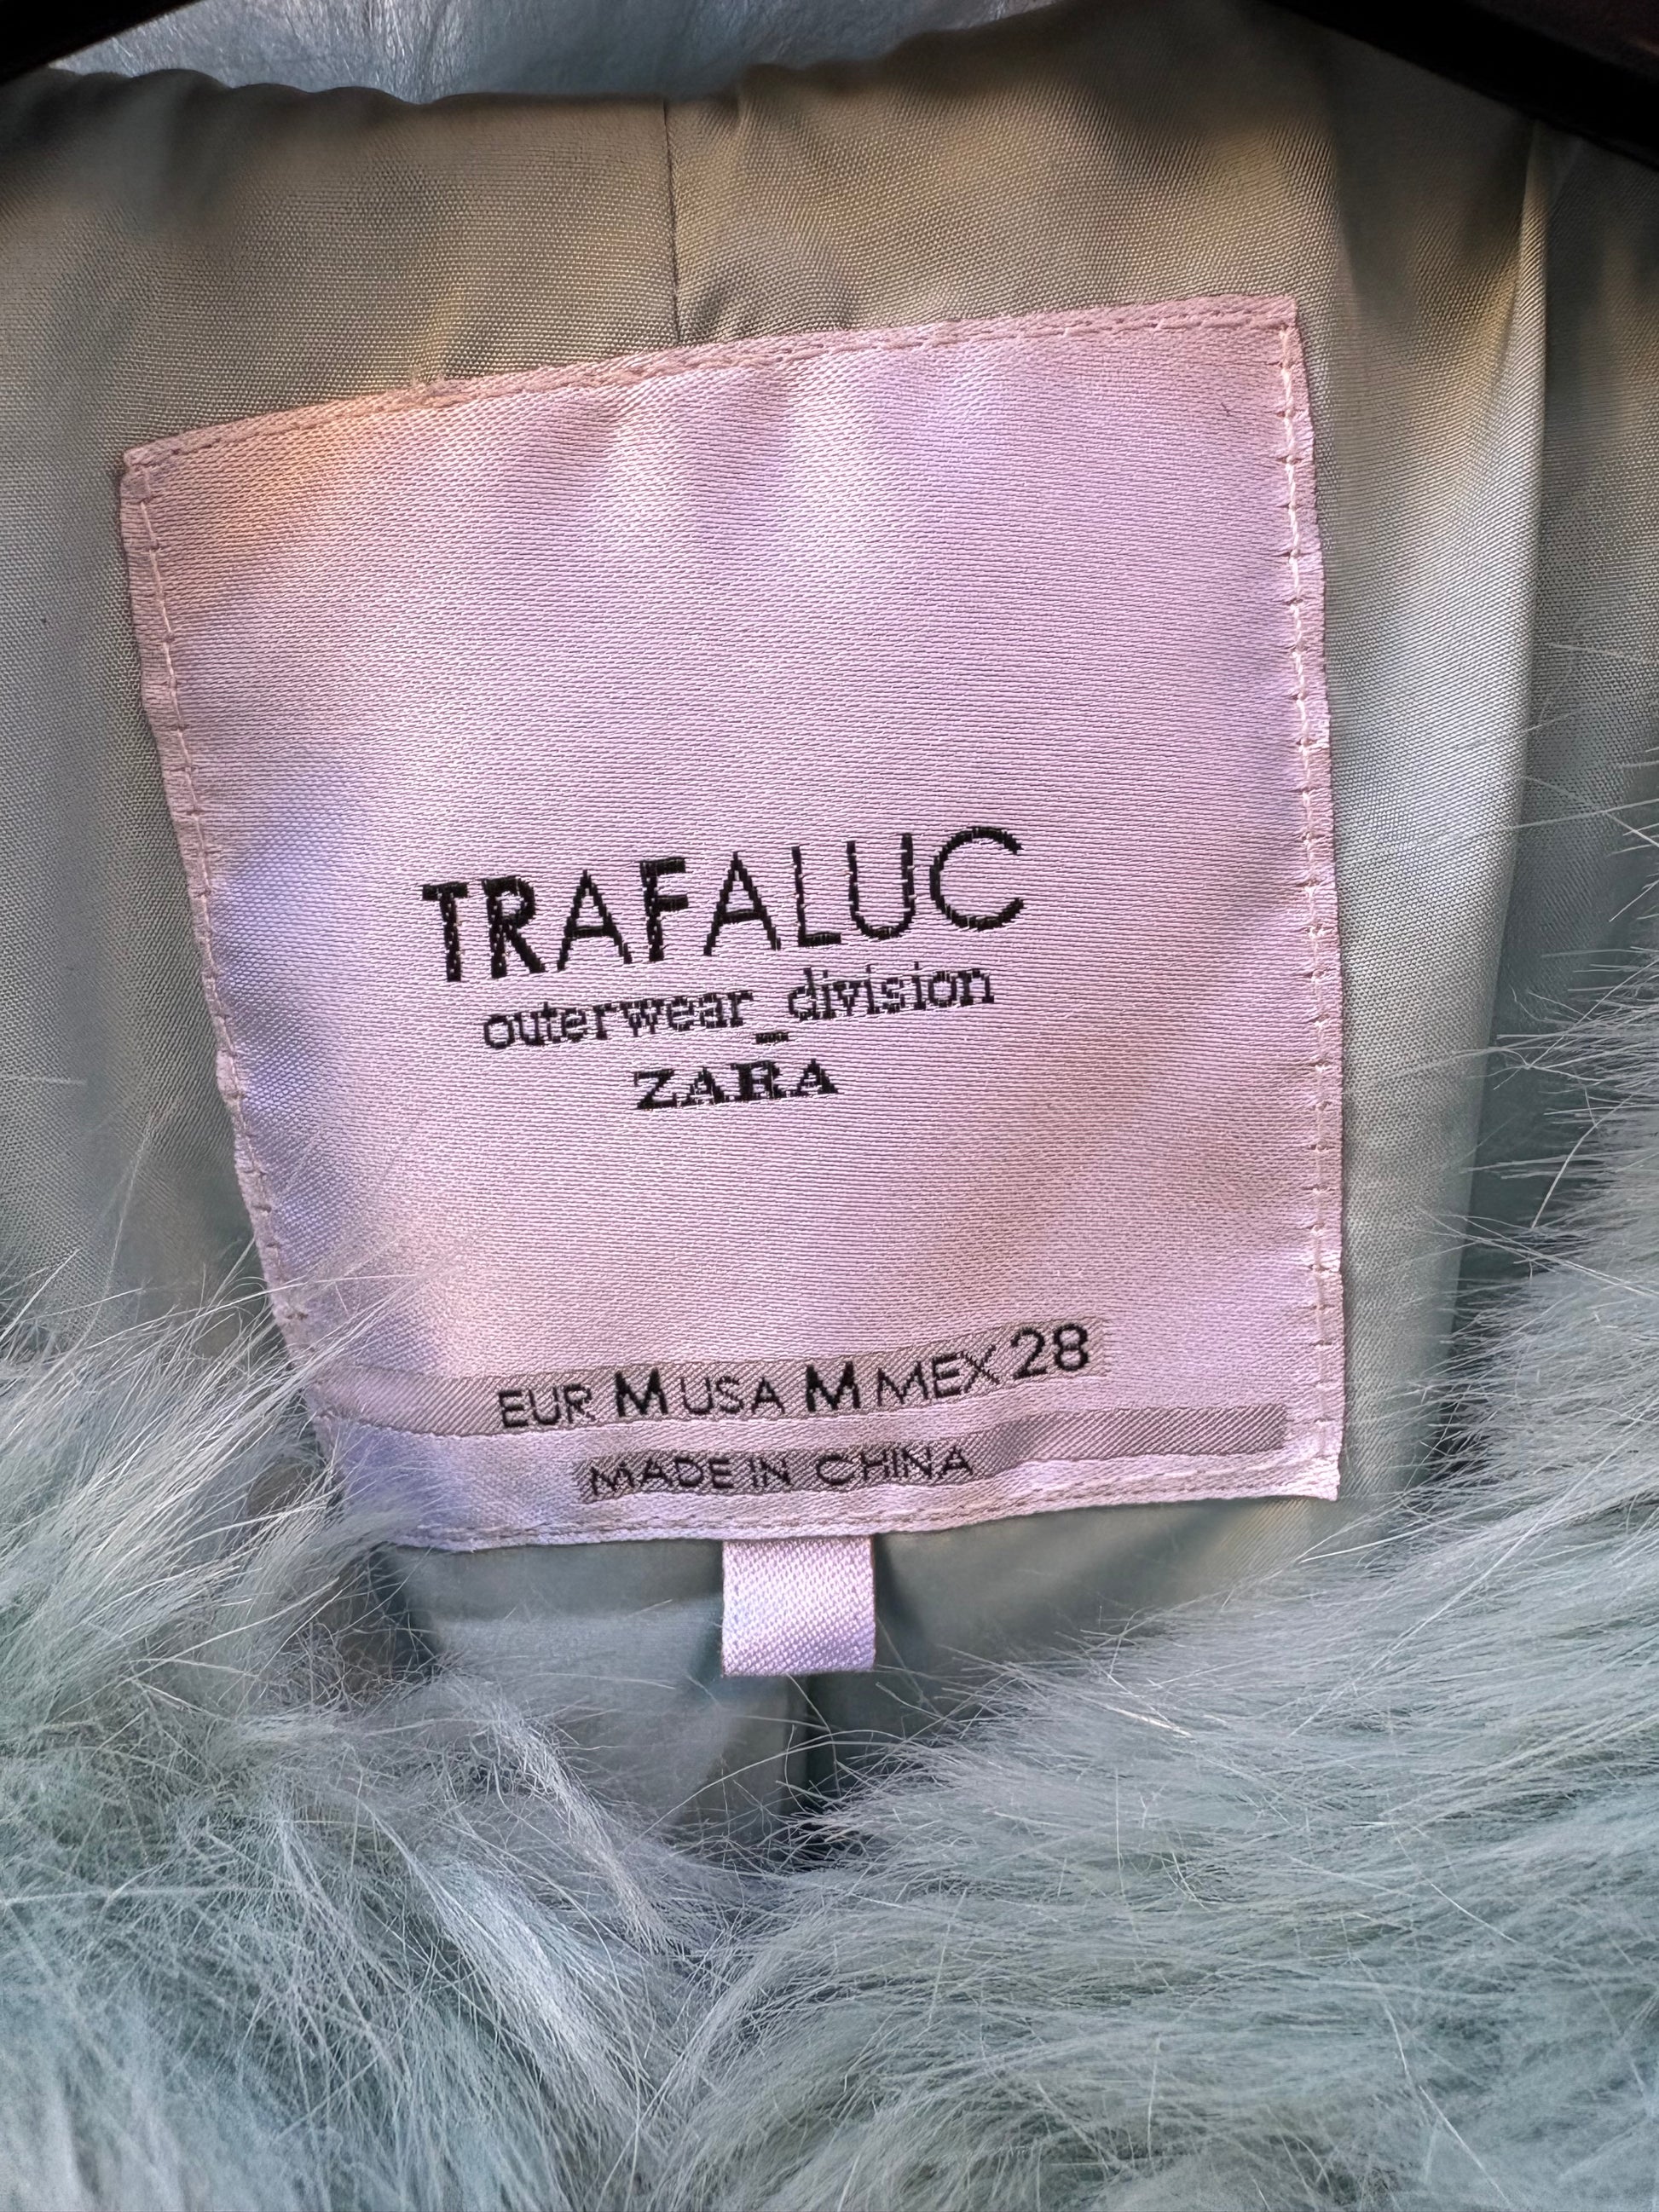 TRAFALUC
outerwear_division
ZARA
EUR M USA M MEX 28
MADE IN CHINA